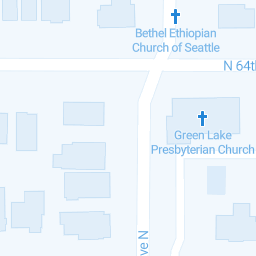 Bethel Ethiopian
Church of Seattle
N 64th
Green Lake
Presbyterian Church
ve N